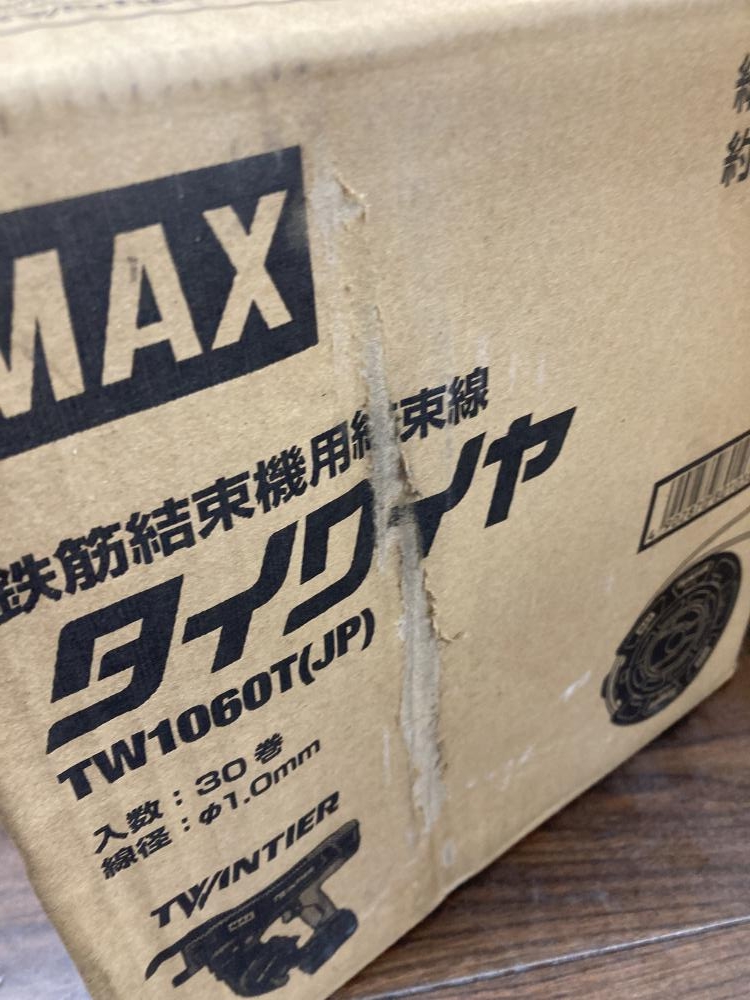 MAX
鉄筋結束機用結束線
タイワイヤ
TW1060T(JP)
入数：30巻
線径：φ1.0mm
TWINTIER